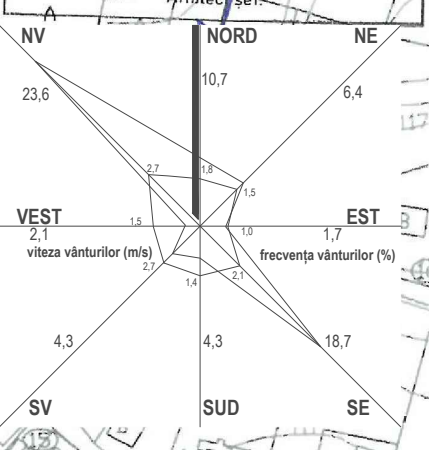 A
NV
NORD
NE
23,6
10,7
6,4
2,7
1,8
1,5
117
VEST
1,5
1,0
EST
2,1
1,7
viteza vânturilor (m/s)
frecvența vânturilor (%)
2,7
1,4
2,1
4,3
4,3
18,7
SV
SUD
SE